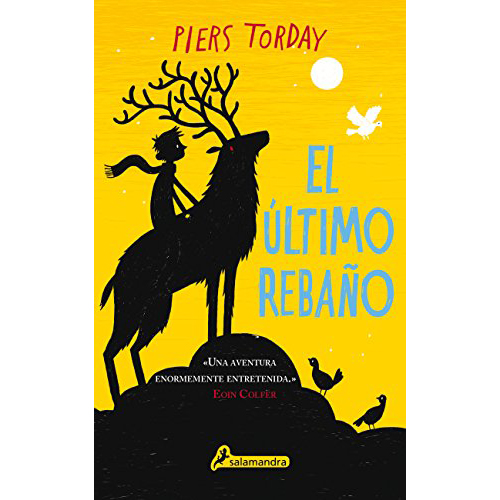 PIERS TORDAY
EL
ÚLTIMO
REBAÑO
«UNA AVENTURA
ENORMEMENTE ENTRETENIDA.»
EOIN COLFER
salamandra